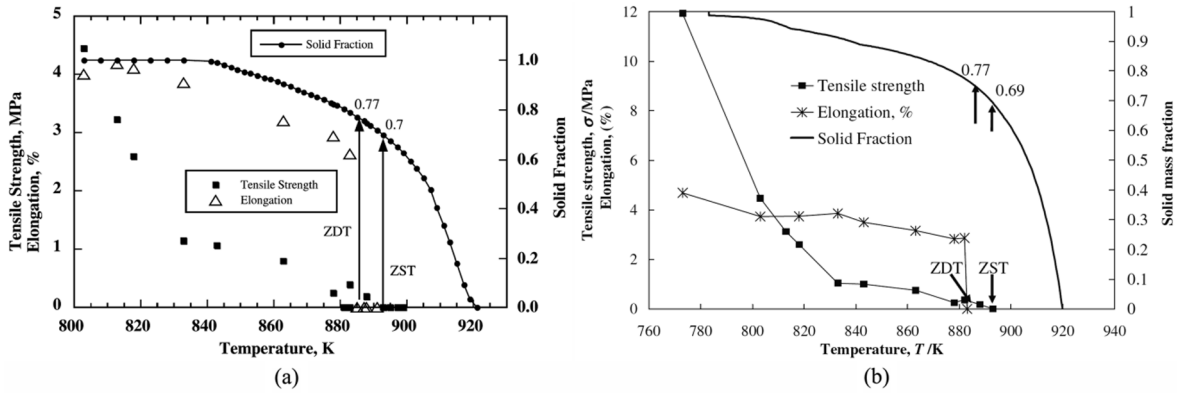 Tensile Strength, MPa
Elongation, %
5
4
3
2
1
0
Solid Fraction
0.77
0.7
Tensile Strength
Elongation
ZDT
ZST
1.0
0.8
0.6
0.4
0.2
0.0
Solid Fraction
800 820 840 860 880 900 920
Temperature, K
(a)
Tensile strength, σ/MPa
Elongation, (%)
12
10
8
6
4
2
0
0.77
0.69
Tensile strength
Elongation, %
Solid Fraction
ZDT
ZST
1
0.9
0.8
0.7
0.6
0.5
0.4
0.3
0.2
0.1
0
Solid mass fraction
760 780 800 820 840 860 880 900 920 940
Temperature, T /K
(b)